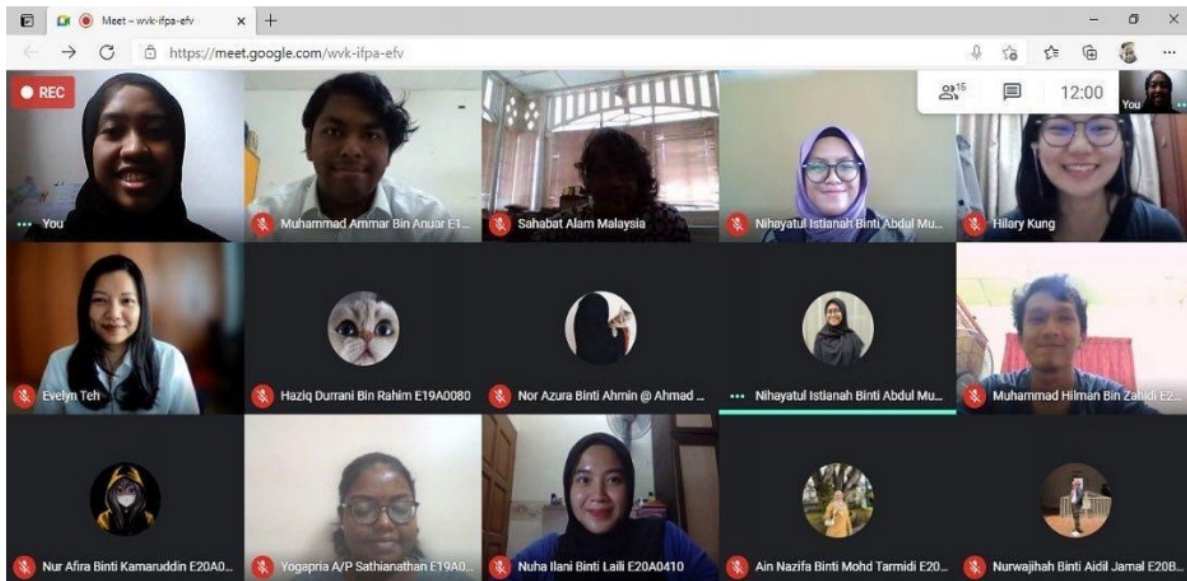 Meet – wvk-ifpa-efv
https://meet.google.com/wvk-ifpa-efv
REC
15
12:00
You
You
Muhammad Ammar Bin Anuar E1...
Sahabat Alam Malaysia
Nihayatul Istianah Binti Abdul Mu...
Hilary Kung
Evelyn Teh
Haziq Durrani Bin Rahim E19A0080
Nor Azura Binti Ahmin @ Ahmad ...
Nihayatul Istianah Binti Abdul Mu...
Muhammad Hilman Bin Zahidi E2...
Nur Afira Binti Kamaruddin E20A0...
Yogapria A/P Sathianathan E19A0...
Nuha Ilani Binti Laili E20A0410
Ain Nazifa Binti Mohd Tarmidi E20...
Nurwajihah Binti Aidil Jamal E20B...